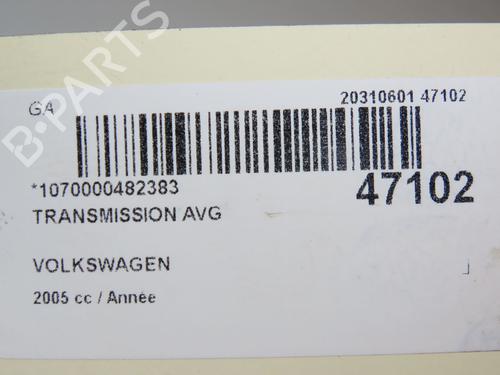 GA
20310601 47102
B-PARTS
*1070000482383
47102
TRANSMISSION AVG
VOLKSWAGEN
2005 cc / Année